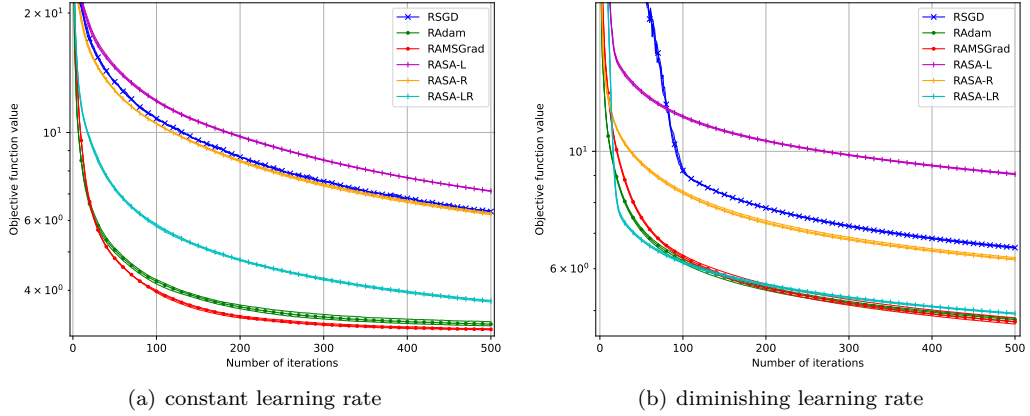 2 × 10¹
10¹
6 × 10⁰
4 × 10⁰
Objective function value
0
100
200
300
400
500
Number of iterations
RSGD
RAdam
RAMSGrad
RASA-L
RASA-R
RASA-LR
(a) constant learning rate
10¹
6 × 10⁰
Objective function value
0
100
200
300
400
500
Number of iterations
RSGD
RAdam
RAMSGrad
RASA-L
RASA-R
RASA-LR
(b) diminishing learning rate